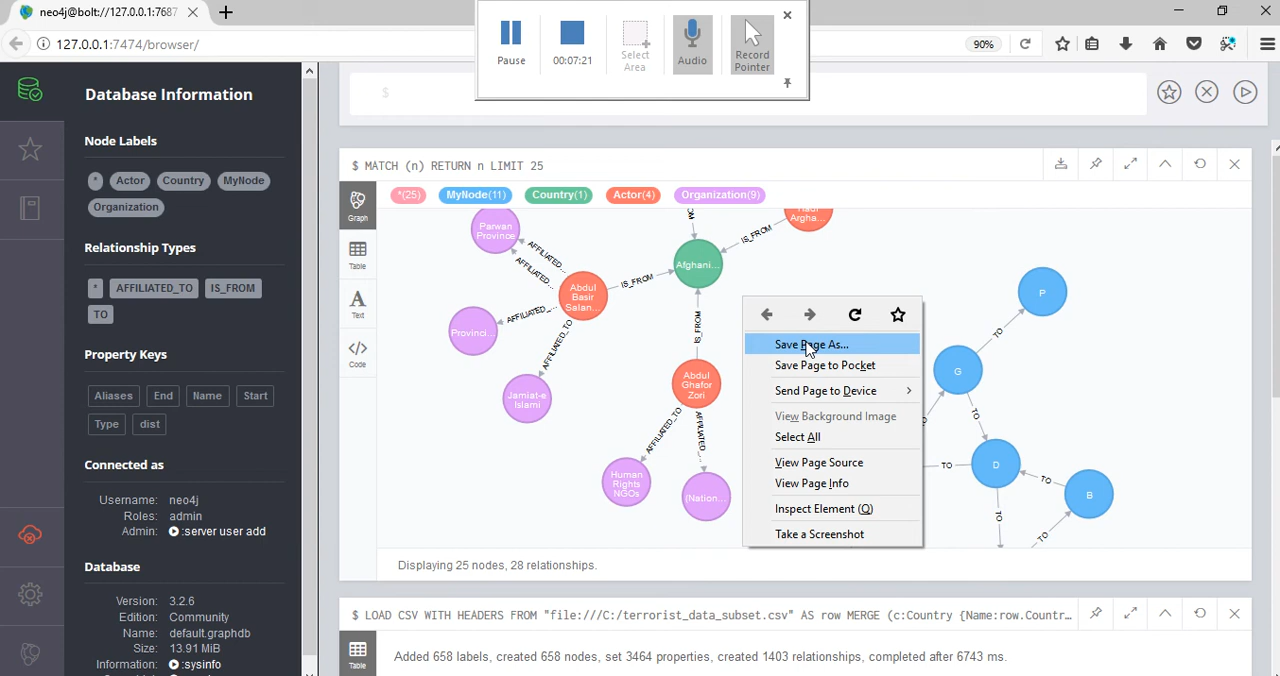 neo4j@bolt://127.0.0.1:7687
127.0.0.1:7474/browser/
90%
Pause
00:07:21
Select Area
Audio
Record Pointer
Database Information
Node Labels
* Actor Country MyNode
Organization
Relationship Types
* AFFILIATED_TO IS_FROM
TO
Property Keys
Aliases End Name Start
Type dist
Connected as
Username: neo4j
Roles: admin
Admin: :server user add
Database
Version: 3.2.6
Edition: Community
Name: default.graphdb
Size: 13.91 MiB
Information: :sysinfo
$
$ MATCH (n) RETURN n LIMIT 25
*(25) MyNode(11) Country(1) Actor(4) Organization(9)
Graph
Table
Text
Code
Parwan Province
AFFILIATED_...
AFFILIATED_...
Provinci...
AFFILIATED_...
Abdul Basir Salan...
IS_FROM
Afghani...
IS_FROM
Argha...
AFFILIATED_TO
Jamiat-e Islami
IS_FROM
Abdul Ghafor Zori
AFFILIATED_TO
AFFILIATED_...
Human Rights NGOs
(Nation...
P
TO
G
TO
TO
D
TO
B
TO
TO
Save Page As...
Save Page to Pocket
Send Page to Device
View Background Image
Select All
View Page Source
View Page Info
Inspect Element (Q)
Take a Screenshot
Displaying 25 nodes, 28 relationships.
$ LOAD CSV WITH HEADERS FROM "file:///C:/terrorist_data_subset.csv" AS row MERGE (c:Country {Name:row.Countr...
Table
Added 658 labels, created 658 nodes, set 3464 properties, created 1403 relationships, completed after 6743 ms.